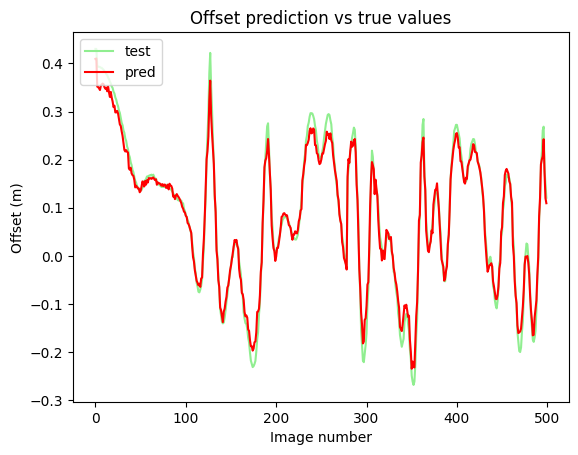 Offset prediction vs true values
test
pred
Offset (m)
0.4
0.3
0.2
0.1
0.0
−0.1
−0.2
−0.3
0 100 200 300 400 500
Image number